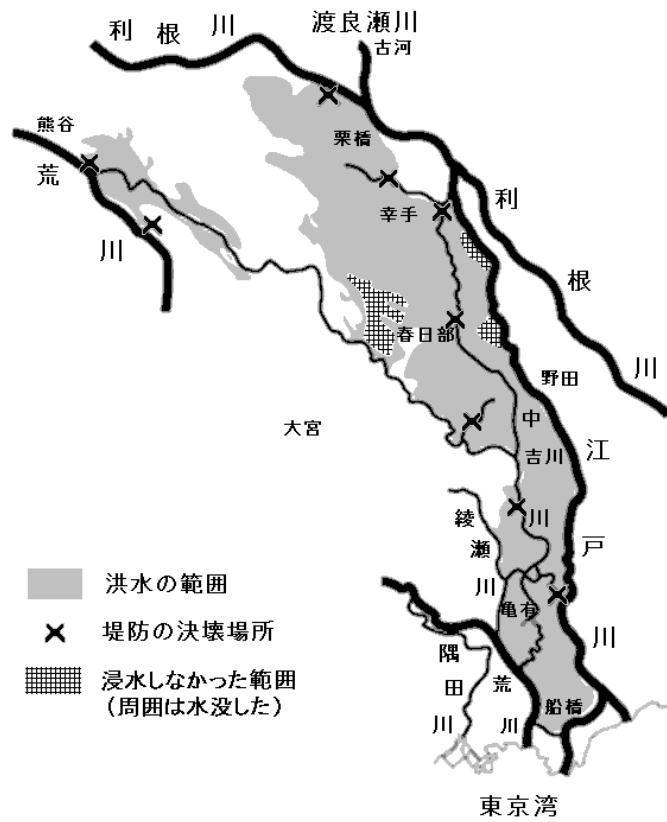 利根川
渡良瀬川
古河
栗橋
熊谷
荒川
幸手
利根川
春日部
野田
大宮
中川
吉川
江戸川
綾瀬川
亀有
隅田川
荒川
船橋
東京湾
洪水の範囲
堤防の決壊場所
浸水しなかった範囲
（周囲は水没した）